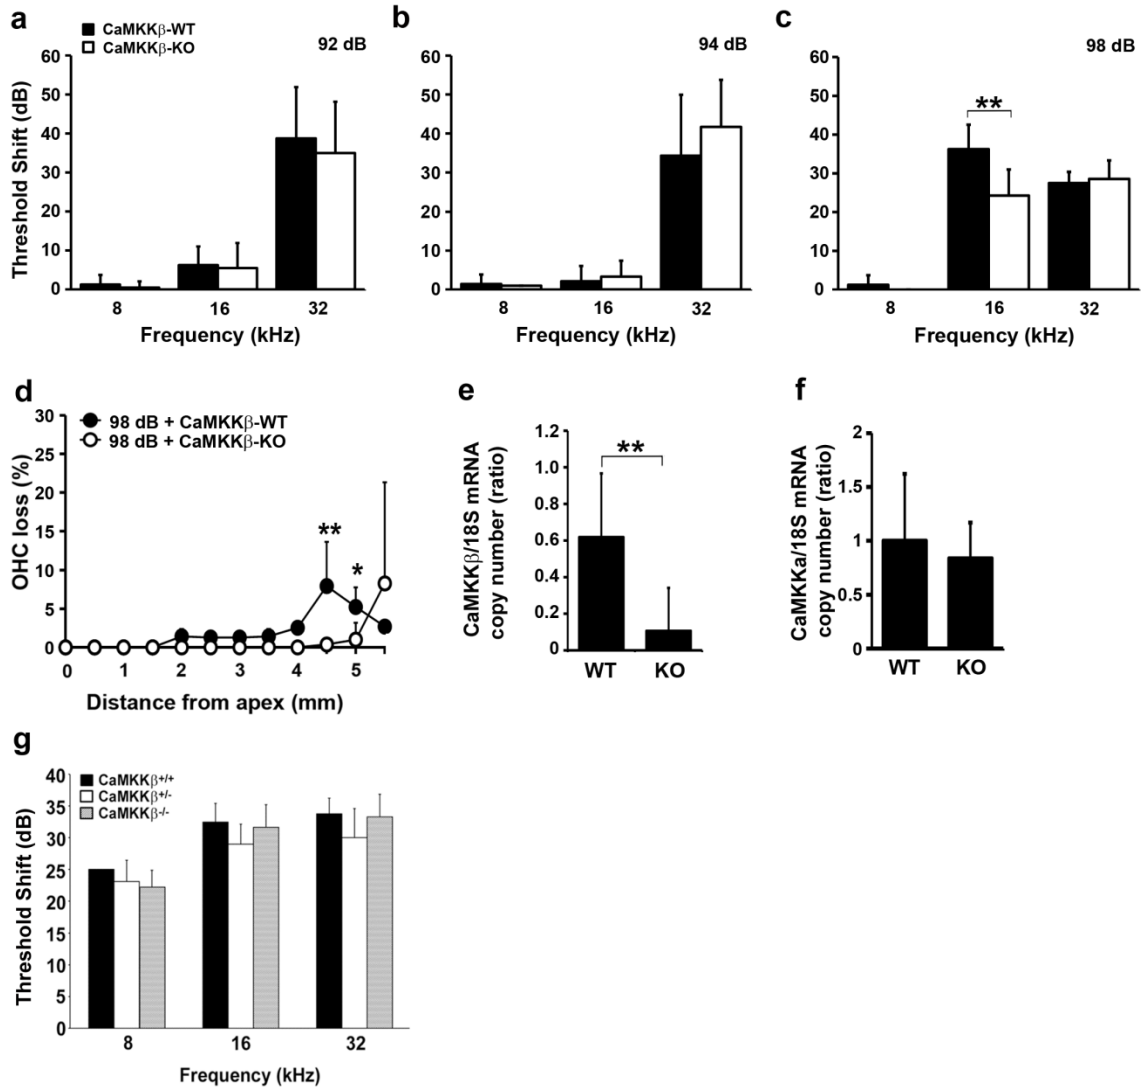 a
CaMKKβ-WT
CaMKKβ-KO
92 dB
Threshold Shift (dB)
60
50
40
30
20
10
0
8 16 32
Frequency (kHz)
b
94 dB
60
50
40
30
20
10
0
8 16 32
Frequency (kHz)
c
98 dB
60
50
40
30
20
10
0
**
8 16 32
Frequency (kHz)
d
98 dB + CaMKKβ-WT
98 dB + CaMKKβ-KO
OHC loss (%)
30
25
20
15
10
5
0
**
*
0 1 2 3 4 5
Distance from apex (mm)
e
CaMKKβ/18S mRNA
copy number (ratio)
1.2
1.0
0.8
0.6
0.4
0.2
0
**
WT KO
f
CaMKKa/18S mRNA
copy number (ratio)
2
1.5
1
0.5
0
WT KO
g
CaMKKβ+/+
CaMKKβ+/-
CaMKKβ-/-
Threshold Shift (dB)
40
35
30
25
20
15
10
5
0
8 16 32
Frequency (kHz)